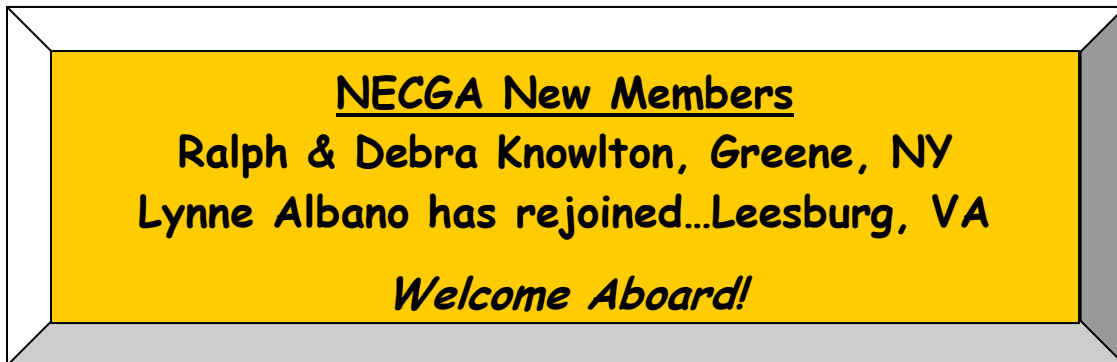 NECGA New Members
Ralph & Debra Knowlton, Greene, NY
Lynne Albano has rejoined…Leesburg, VA
Welcome Aboard!